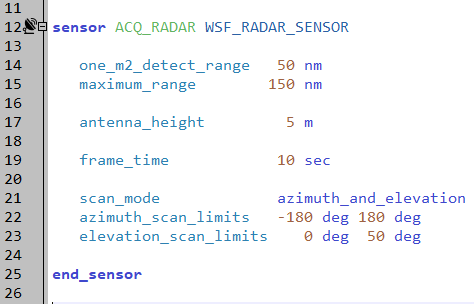 11
12 sensor ACQ_RADAR WSF_RADAR_SENSOR
13
14 one_m2_detect_range 50 nm
15 maximum_range 150 nm
16
17 antenna_height 5 m
18
19 frame_time 10 sec
20
21 scan_mode azimuth_and_elevation
22 azimuth_scan_limits -180 deg 180 deg
23 elevation_scan_limits 0 deg 50 deg
24
25 end_sensor
26